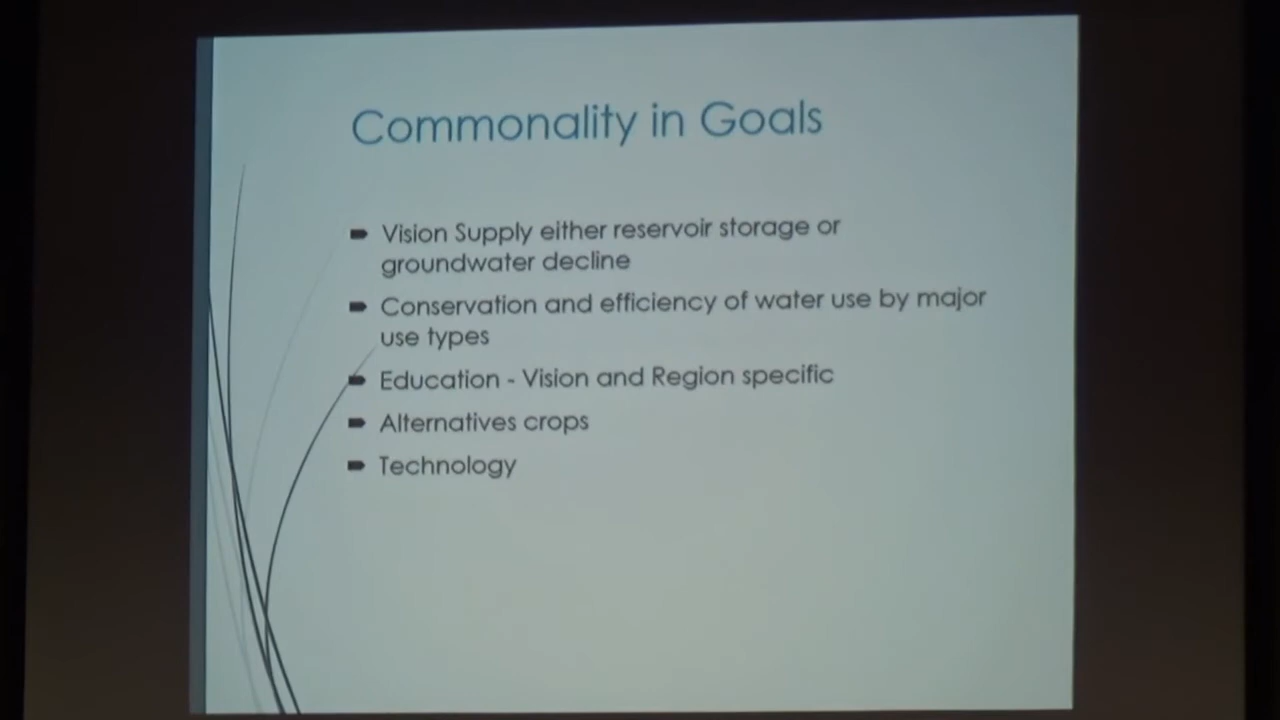 Commonality in Goals
Vision Supply either reservoir storage or
groundwater decline
Conservation and efficiency of water use by major
use types
Education - Vision and Region specific
Alternatives crops
Technology